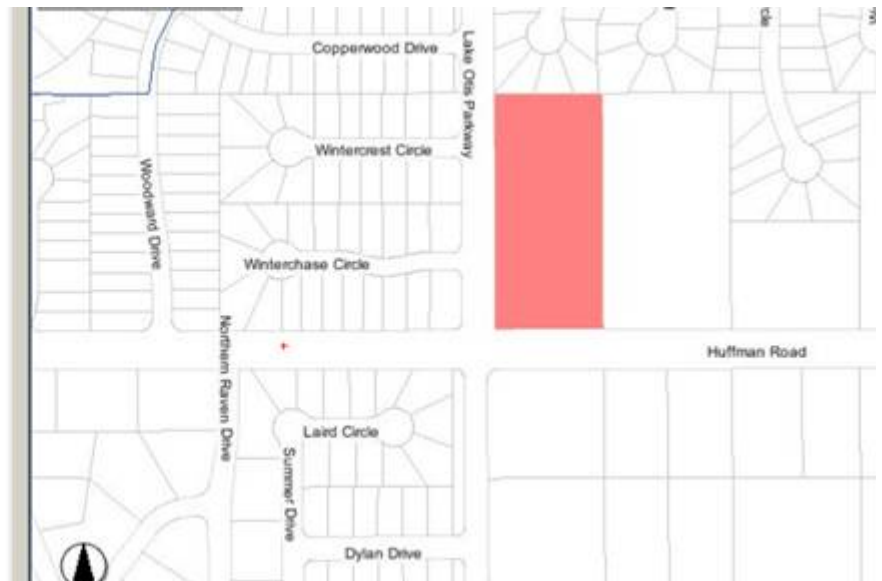 Copperwood Drive
Lake Otis Parkway
Wintercrest Circle
Woodward Drive
Winterchase Circle
Northern Raven Drive
Huffman Road
Laird Circle
Summer Drive
Dylan Drive